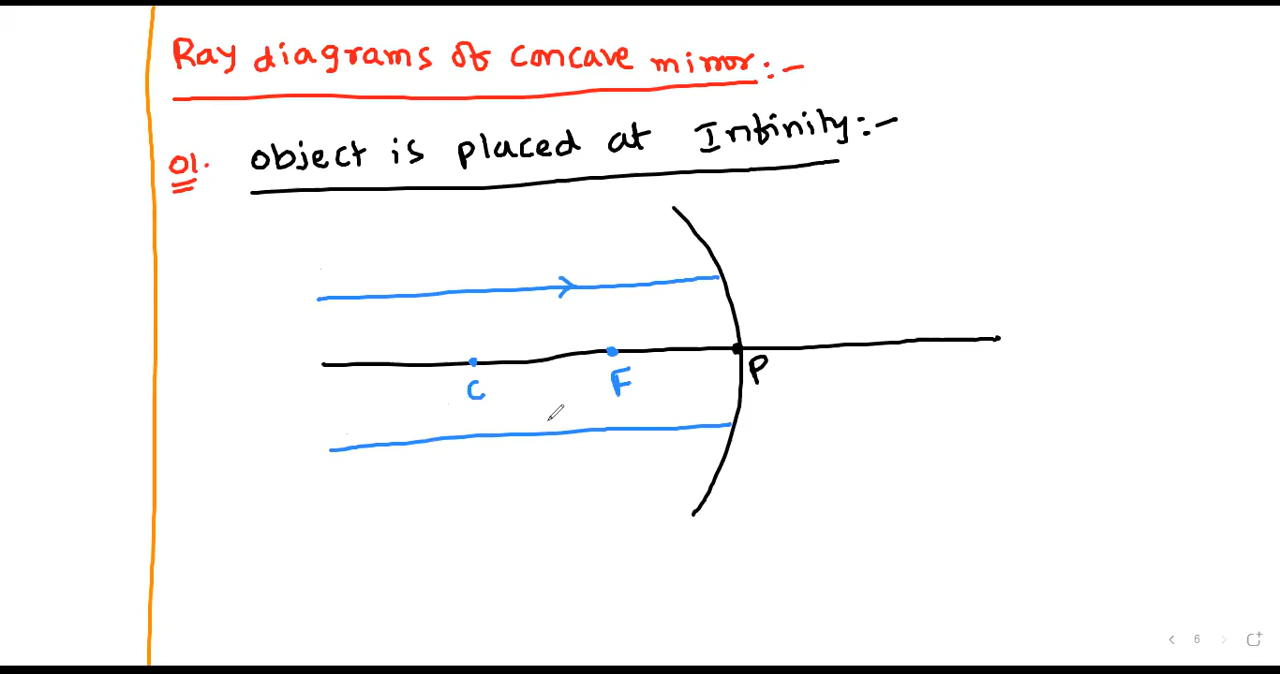 Ray diagrams of concave mirror:-
01. object is placed at Infinity:-
C F P
6